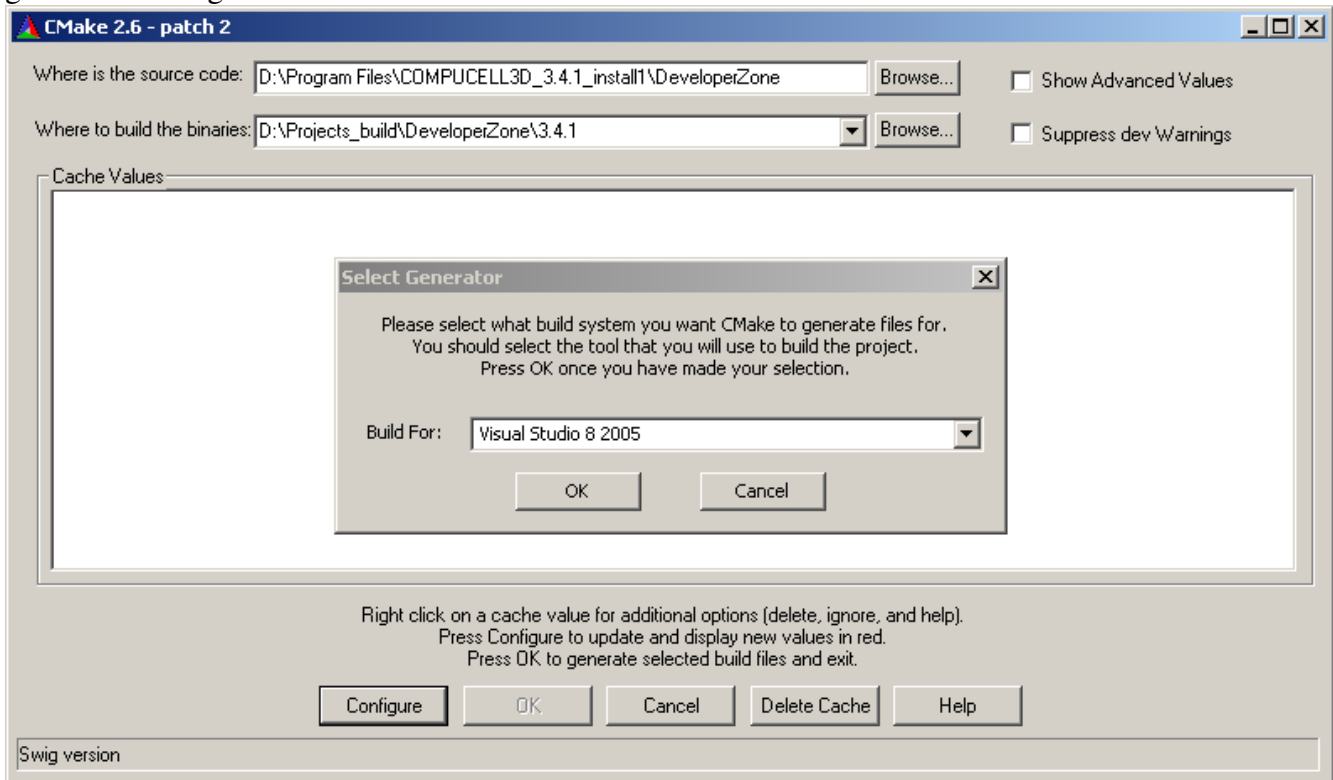 CMake 2.6 - patch 2
Where is the source code: D:\Program Files\COMPUCELL3D_3.4.1_install1\DeveloperZone Browse... Show Advanced Values
Where to build the binaries: D:\Projects_build\DeveloperZone\3.4.1 Browse... Suppress dev Warnings
Cache Values
Select Generator
Please select what build system you want CMake to generate files for.
You should select the tool that you will use to build the project.
Press OK once you have made your selection.
Build For: Visual Studio 8 2005
OK Cancel
Right click on a cache value for additional options (delete, ignore, and help).
Press Configure to update and display new values in red.
Press OK to generate selected build files and exit.
Configure OK Cancel Delete Cache Help
Swig version